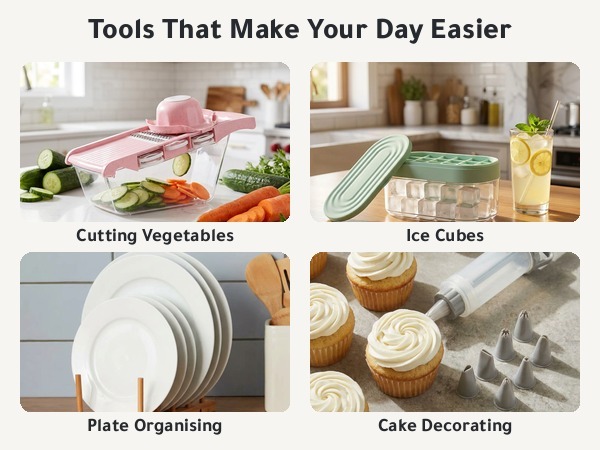 Tools That Make Your Day Easier
Cutting Vegetables
Ice Cubes
Plate Organising
Cake Decorating